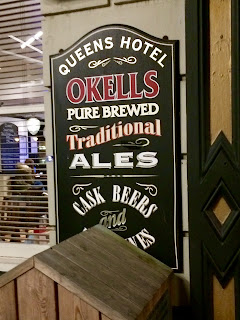 QUEENS HOTEL
OKELLS
PURE BREWED
Traditional
ALES
CASK BEERS
and